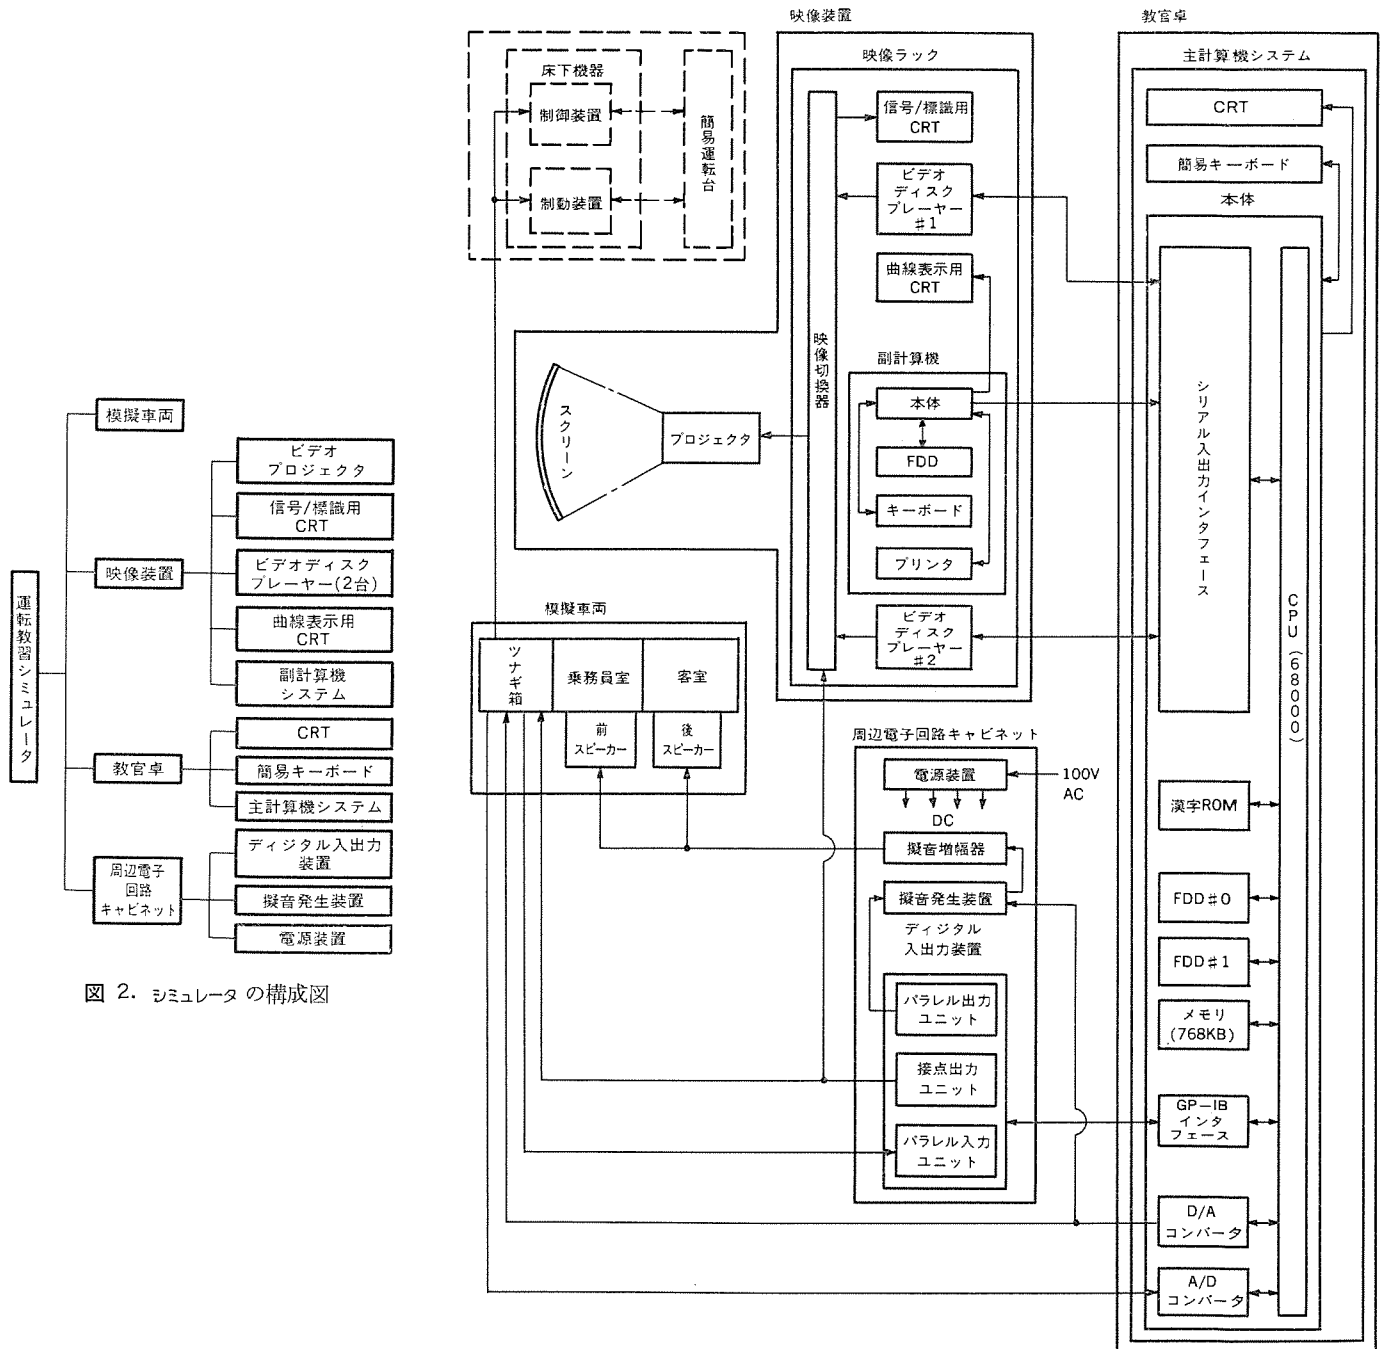 運転教習シミュレータ
模擬車両
映像装置
教官卓
周辺電子
回路
キャビネット
ビデオ
プロジェクタ
信号/標識用
CRT
ビデオディスク
プレーヤー(2台)
曲線表示用
CRT
副計算機
システム
CRT
簡易キーボード
主計算機システム
ディジタル入出力
装置
擬音発生装置
電源装置
図 2. シミュレータ の構成図
床下機器
制御装置
制動装置
簡易運転台
映像装置
映像ラック
映像切換器
信号/標識用
CRT
ビデオ
ディスク
プレーヤー
#1
曲線表示用
CRT
副計算機
本体
FDD
キーボード
プリンタ
ビデオ
ディスク
プレーヤー
#2
スクリーン
プロジェクタ
模擬車両
ツナギ箱
乗務員室
客室
前
スピーカー
後
スピーカー
周辺電子回路キャビネット
電源装置
100V
AC
DC
擬音増幅器
擬音発生装置
ディジタル
入出力装置
パラレル出力
ユニット
接点出力
ユニット
パラレル入力
ユニット
教官卓
主計算機システム
CRT
簡易キーボード
本体
シリアル入出力インタフェース
CPU(68000)
漢字ROM
FDD#0
FDD#1
メモリ
(768KB)
GP-IB
インタ
フェース
D/A
コンバータ
A/D
コンバータ